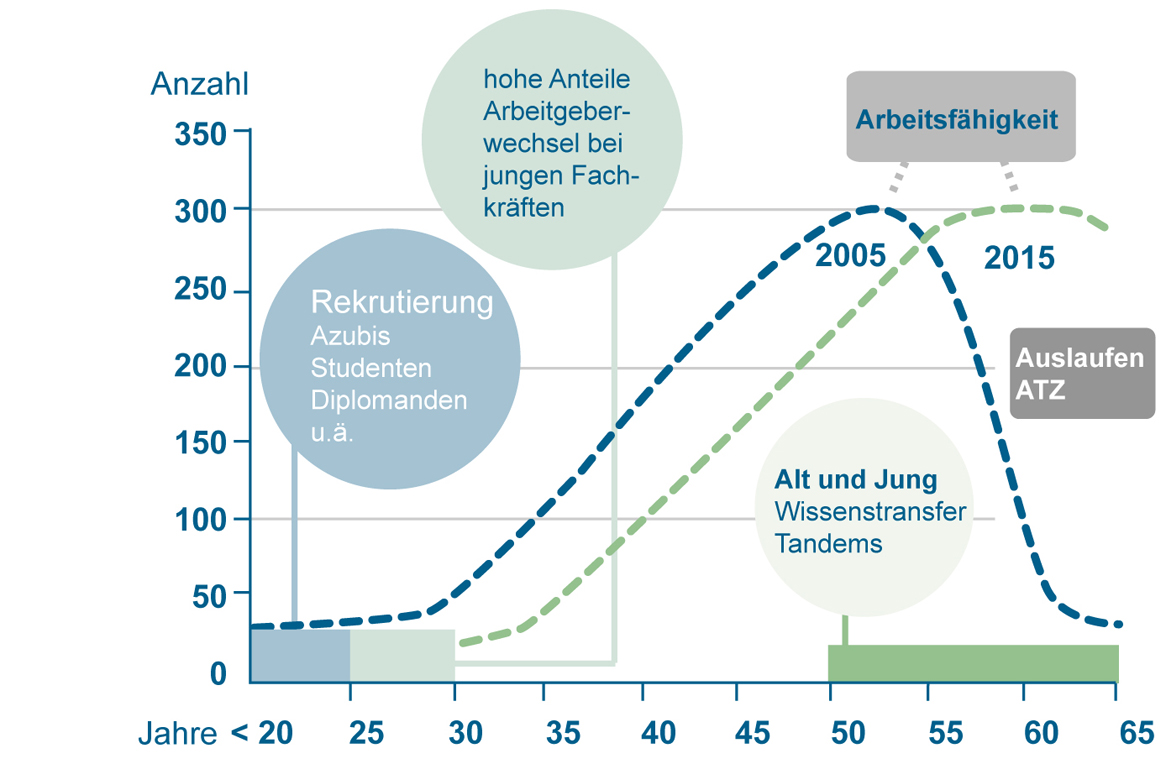 Anzahl
350
300
250
200
150
100
50
0
Jahre < 20 25 30 35 40 45 50 55 60 65
Rekrutierung
Azubis
Studenten
Diplomanden
u.ä.
hohe Anteile
Arbeitgeber-
wechsel bei
jungen Fach-
kräften
Arbeitsfähigkeit
2005
2015
Auslaufen
ATZ
Alt und Jung
Wissenstransfer
Tandems